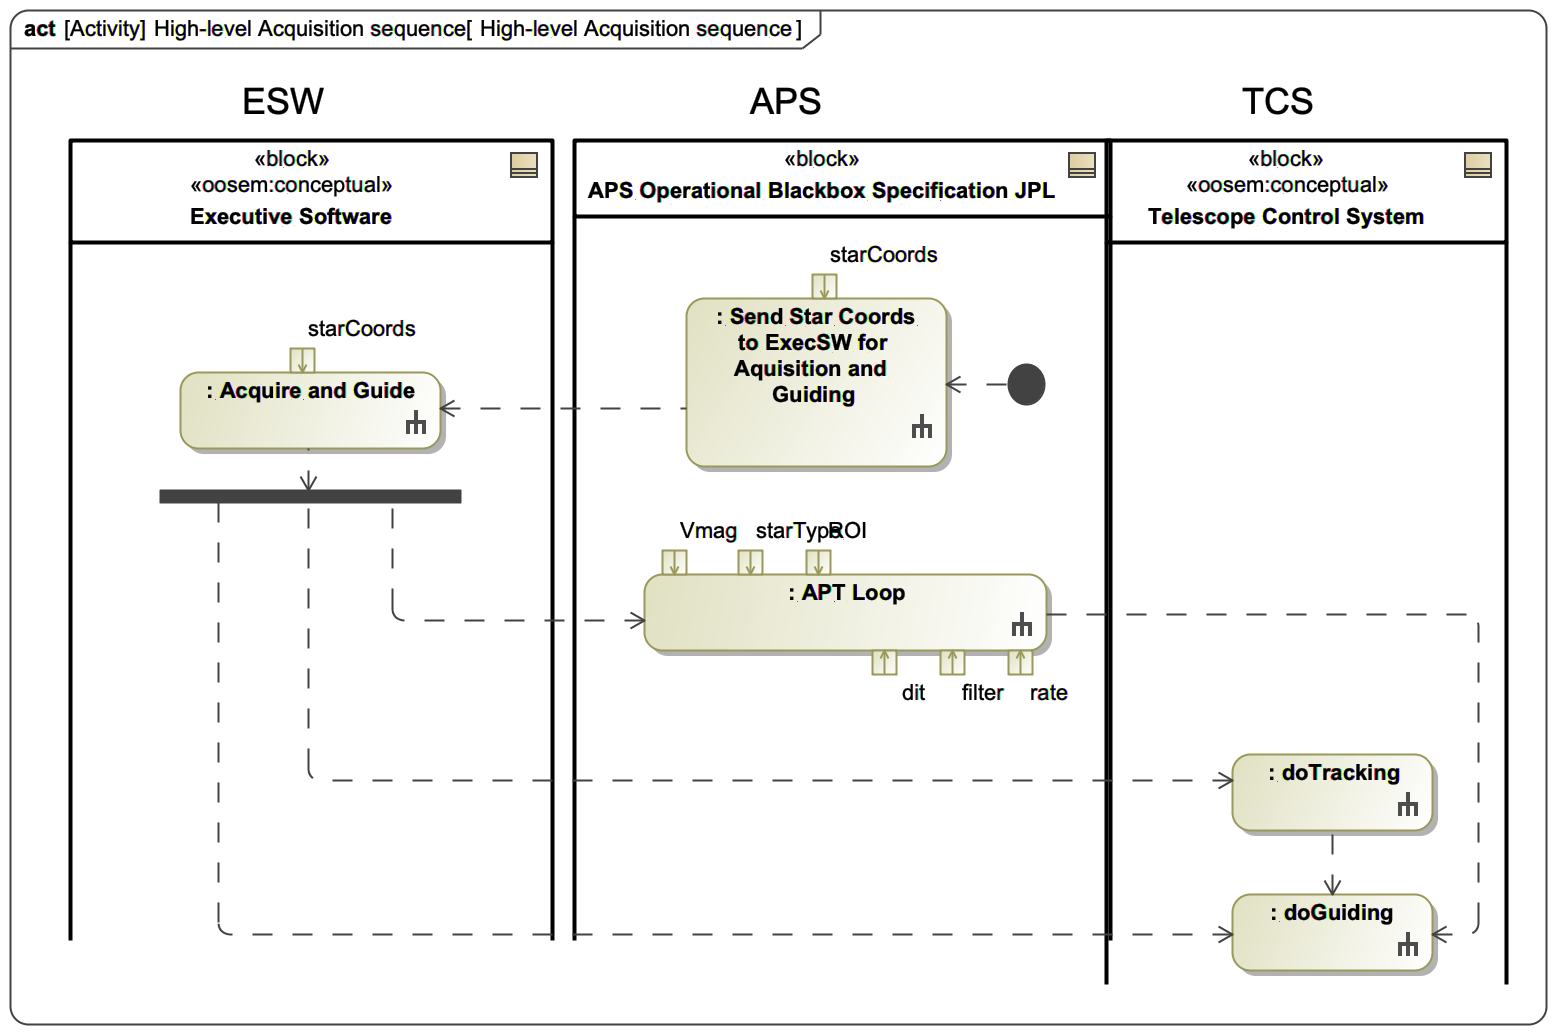 act [Activity] High-level Acquisition sequence[ High-level Acquisition sequence ]
ESW
APS
TCS
«block»
«oosem:conceptual»
Executive Software
«block»
APS Operational Blackbox Specification JPL
«block»
«oosem:conceptual»
Telescope Control System
starCoords
: Send Star Coords
to ExecSW for
Aquisition and
Guiding
starCoords
: Acquire and Guide
Vmag
starType
ROI
: APT Loop
dit
filter
rate
: doTracking
: doGuiding